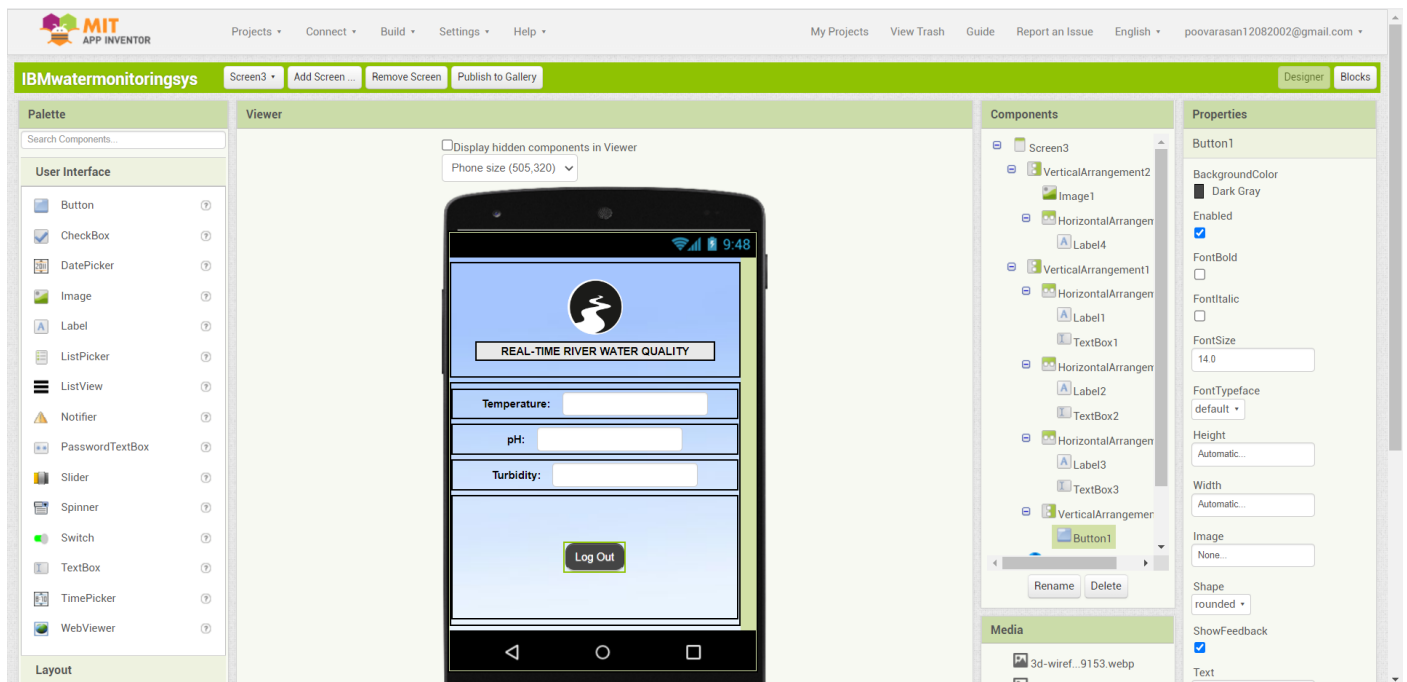 MIT
APP INVENTOR
Projects
Connect
Build
Settings
Help
My Projects
View Trash
Guide
Report an Issue
English
poovarasan12082002@gmail.com
IBMwatermonitoringsys
Screen3
Add Screen ...
Remove Screen
Publish to Gallery
Designer
Blocks
Palette
Search Components...
User Interface
Button
CheckBox
DatePicker
Image
Label
ListPicker
ListView
Notifier
PasswordTextBox
Slider
Spinner
Switch
TextBox
TimePicker
WebViewer
Layout
Viewer
Display hidden components in Viewer
Phone size (505,320)
9:48
REAL-TIME RIVER WATER QUALITY
Temperature:
pH:
Turbidity:
Log Out
Components
Screen3
VerticalArrangement2
Image1
HorizontalArrangem
Label4
VerticalArrangement1
HorizontalArrangem
Label1
TextBox1
HorizontalArrangem
Label2
TextBox2
HorizontalArrangem
Label3
TextBox3
VerticalArrangemer
Button1
Rename
Delete
Media
3d-wiref...9153.webp
Properties
Button1
BackgroundColor
Dark Gray
Enabled
FontBold
FontItalic
FontSize
14.0
FontTypeface
default
Height
Automatic...
Width
Automatic...
Image
None...
Shape
rounded
ShowFeedback
Text